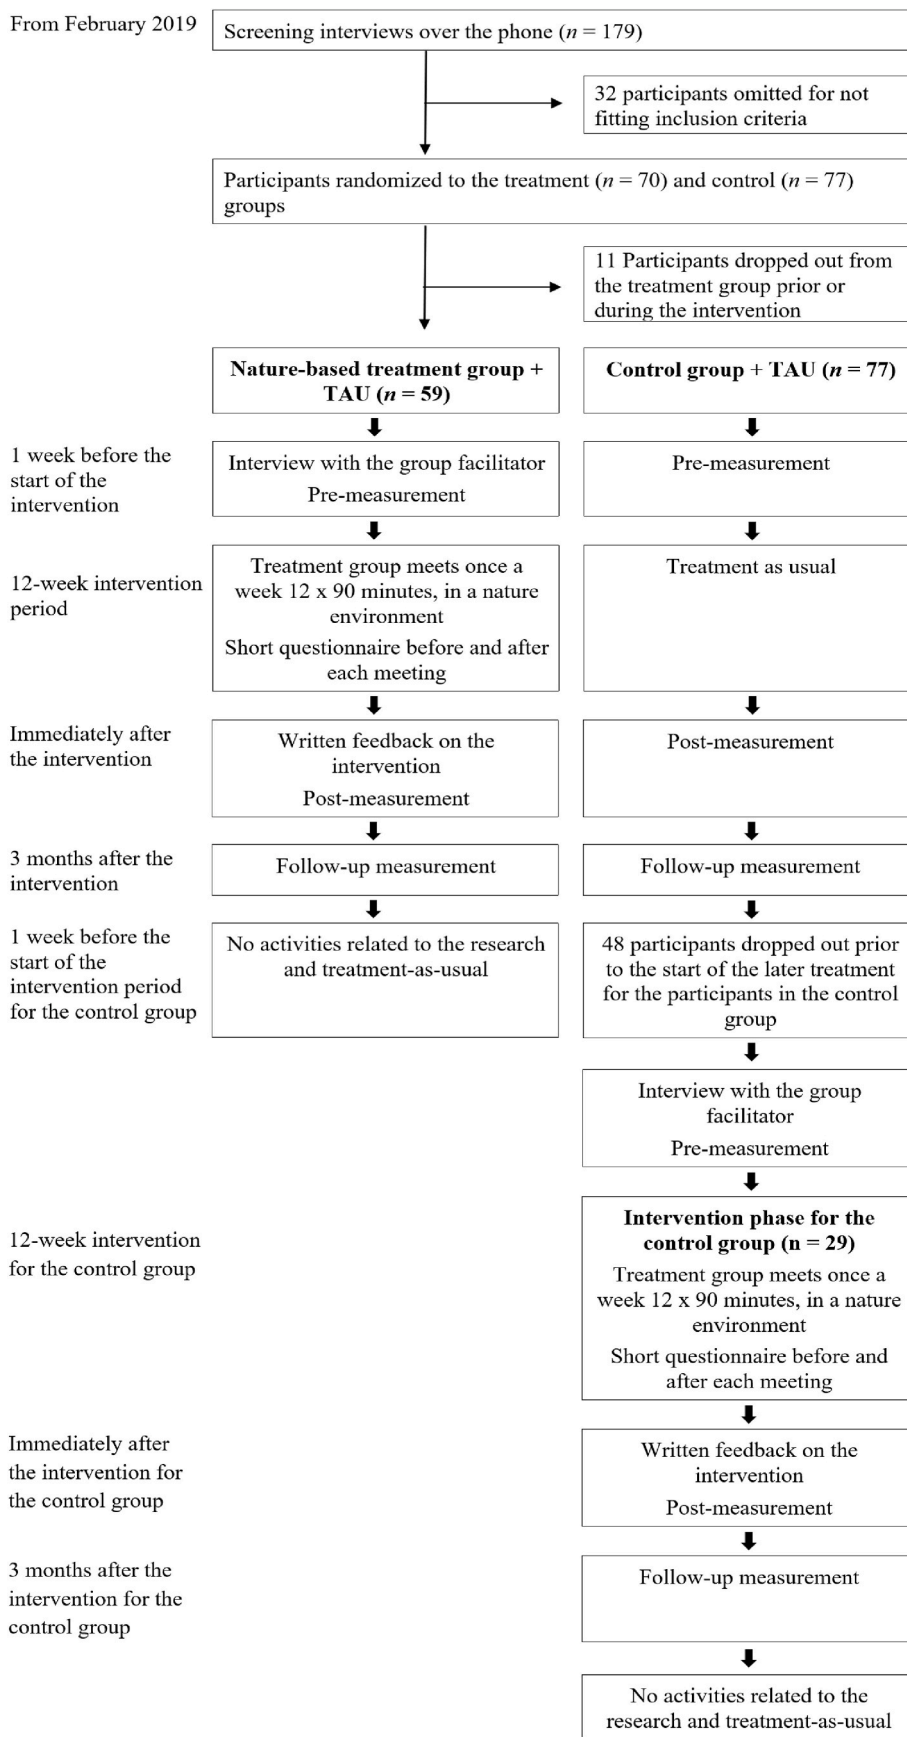 From February 2019
Screening interviews over the phone (n = 179)
32 participants omitted for not
fitting inclusion criteria
Participants randomized to the treatment (n = 70) and control (n = 77)
groups
11 Participants dropped out from
the treatment group prior or
during the intervention
Nature-based treatment group +
TAU (n = 59)
Control group + TAU (n = 77)
1 week before the
start of the
intervention
Interview with the group facilitator
Pre-measurement
Pre-measurement
12-week intervention
period
Treatment group meets once a
week 12 x 90 minutes, in a nature
environment
Short questionnaire before and after
each meeting
Treatment as usual
Immediately after
the intervention
Written feedback on the
intervention
Post-measurement
Post-measurement
3 months after the
intervention
Follow-up measurement
Follow-up measurement
1 week before the
start of the
intervention period
for the control group
No activities related to the research
and treatment-as-usual
48 participants dropped out prior
to the start of the later treatment
for the participants in the control
group
Interview with the group
facilitator
Pre-measurement
12-week intervention
for the control group
Intervention phase for the
control group (n = 29)
Treatment group meets once a
week 12 x 90 minutes, in a nature
environment
Short questionnaire before and
after each meeting
Immediately after
the intervention for
the control group
Written feedback on the
intervention
Post-measurement
3 months after the
intervention for the
control group
Follow-up measurement
No activities related to the
research and treatment-as-usual